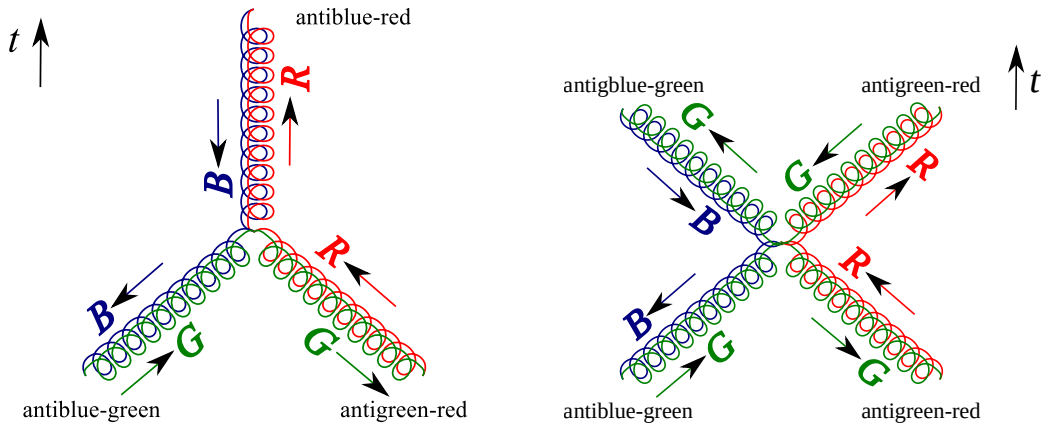 antiblue-red
t
R
B
R
B
G
G
antiblue-green
antigreen-red
antigblue-green
antigreen-red
t
G
G
R
B
R
B
G
G
antiblue-green
antigreen-red